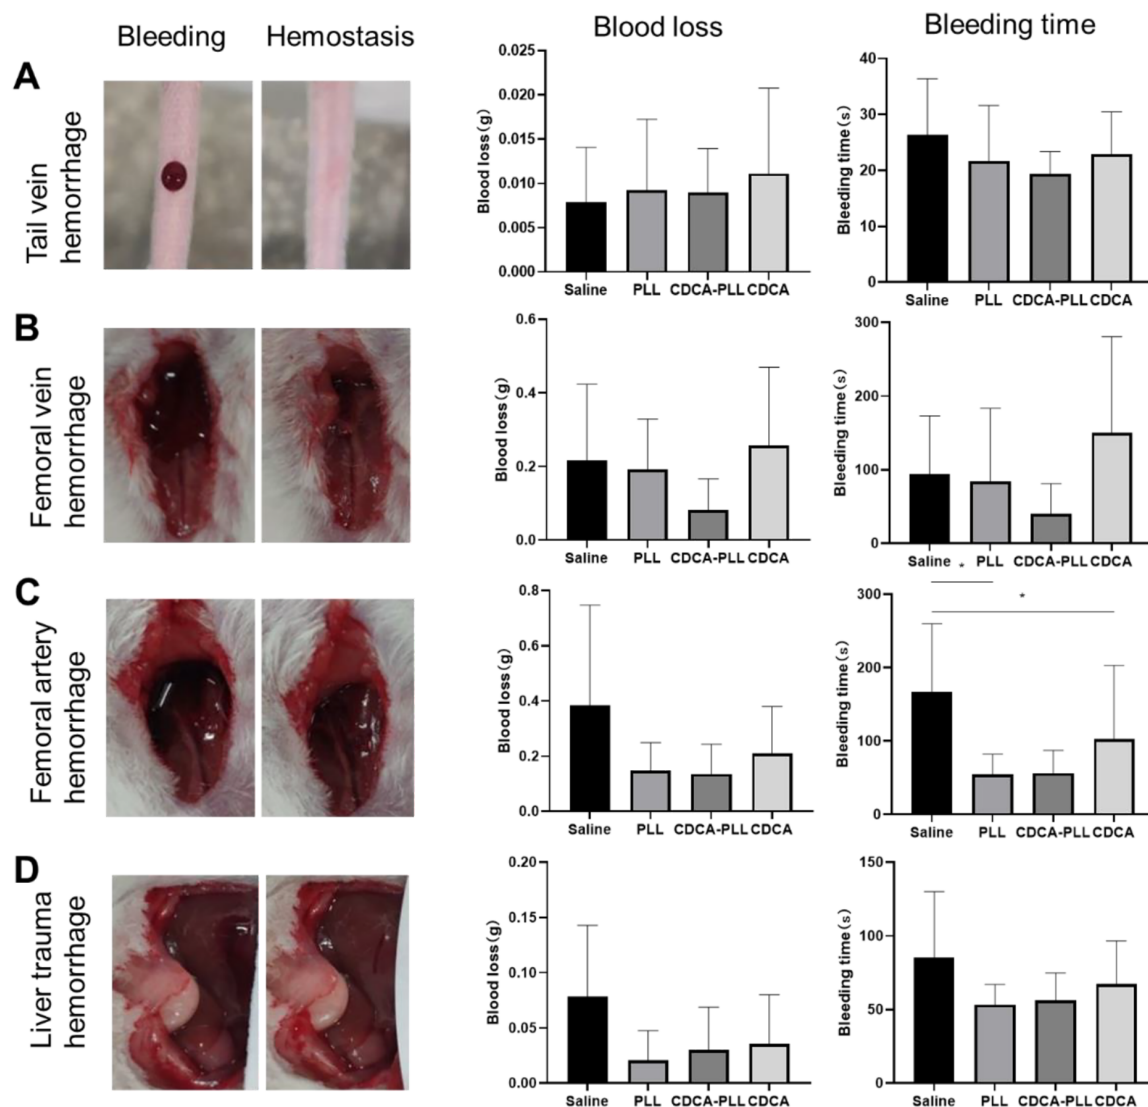 Bleeding
Hemostasis
Blood loss
Bleeding time
A
Tail vein
hemorrhage
Blood loss(g)
0.025
0.020
0.015
0.010
0.005
0.000
Saline PLL CDCA-PLL CDCA
Bleeding time(s)
40
30
20
10
0
Saline PLL CDCA-PLL CDCA
B
Femoral vein
hemorrhage
Blood loss(g)
0.6
0.4
0.2
0.0
Saline PLL CDCA-PLL CDCA
Bleeding time(s)
300
200
100
0
Saline PLL CDCA-PLL CDCA
C
Femoral artery
hemorrhage
Blood loss(g)
0.8
0.6
0.4
0.2
0.0
Saline PLL CDCA-PLL CDCA
Bleeding time(s)
*
*
300
200
100
0
Saline PLL CDCA-PLL CDCA
D
Liver trauma
hemorrhage
Blood loss(g)
0.20
0.15
0.10
0.05
0.00
Saline PLL CDCA-PLL CDCA
Bleeding time(s)
150
100
50
0
Saline PLL CDCA-PLL CDCA